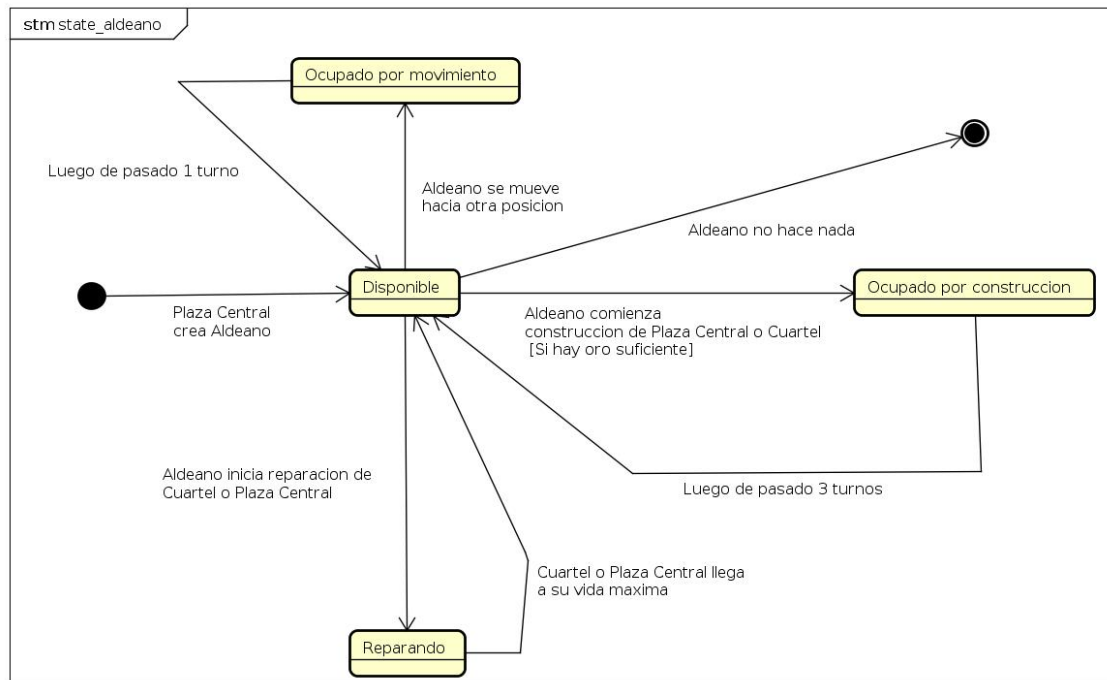 stm state_aldeano
Ocupado por movimiento
Luego de pasado 1 turno
Aldeano se mueve
hacia otra posicion
Aldeano no hace nada
Disponible
Ocupado por construccion
Plaza Central
crea Aldeano
Aldeano comienza
construccion de Plaza Central o Cuartel
[Si hay oro suficiente]
Aldeano inicia reparacion de
Cuartel o Plaza Central
Luego de pasado 3 turnos
Cuartel o Plaza Central llega
a su vida maxima
Reparando